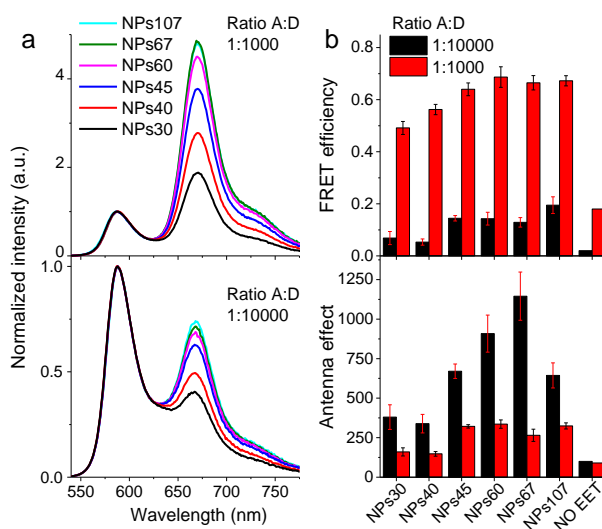 a
NPs107
NPs67
NPs60
NPs45
NPs40
NPs30
Ratio A:D
1:1000
4
2
0
Ratio A:D
1:10000
1.0
0.5
0.0
550 600 650 700 750
Wavelength (nm)
Normalized intensity (a.u.)
b
Ratio A:D
1:10000
1:1000
0.8
0.6
0.4
0.2
0.0
FRET efficiency
1250
1000
750
500
250
0
Antenna effect
NPs30
NPs40
NPs45
NPs60
NPs67
NPs107
NO EET